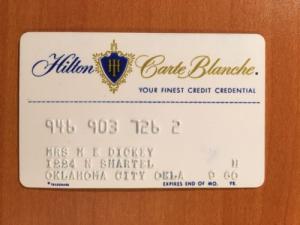 Hilton H Carte Blanche.
YOUR FINEST CREDIT CREDENTIAL
946 903 726 2
MRS M E DICKEY
1224 N SHARTEL N
OKLAHOMA CITY OKLA 9 60
*TRADEMARK EXPIRES END OF MO. YR.